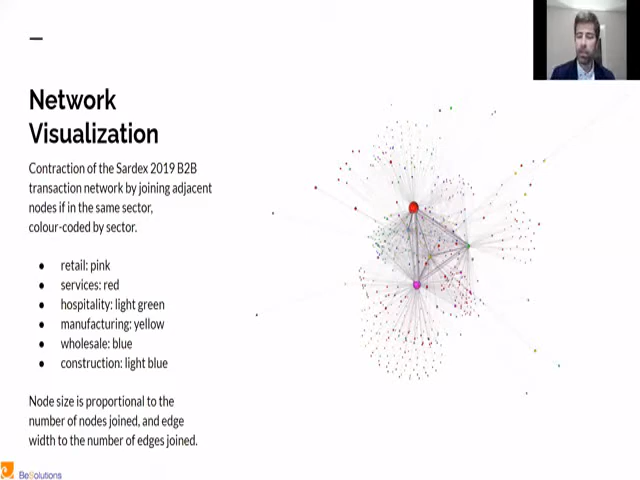 Network
Visualization
Contraction of the Sardex 2019 B2B
transaction network by joining adjacent
nodes if in the same sector,
colour-coded by sector.
● retail: pink
● services: red
● hospitality: light green
● manufacturing: yellow
● wholesale: blue
● construction: light blue
Node size is proportional to the
number of nodes joined, and edge
width to the number of edges joined.
BeSolutions